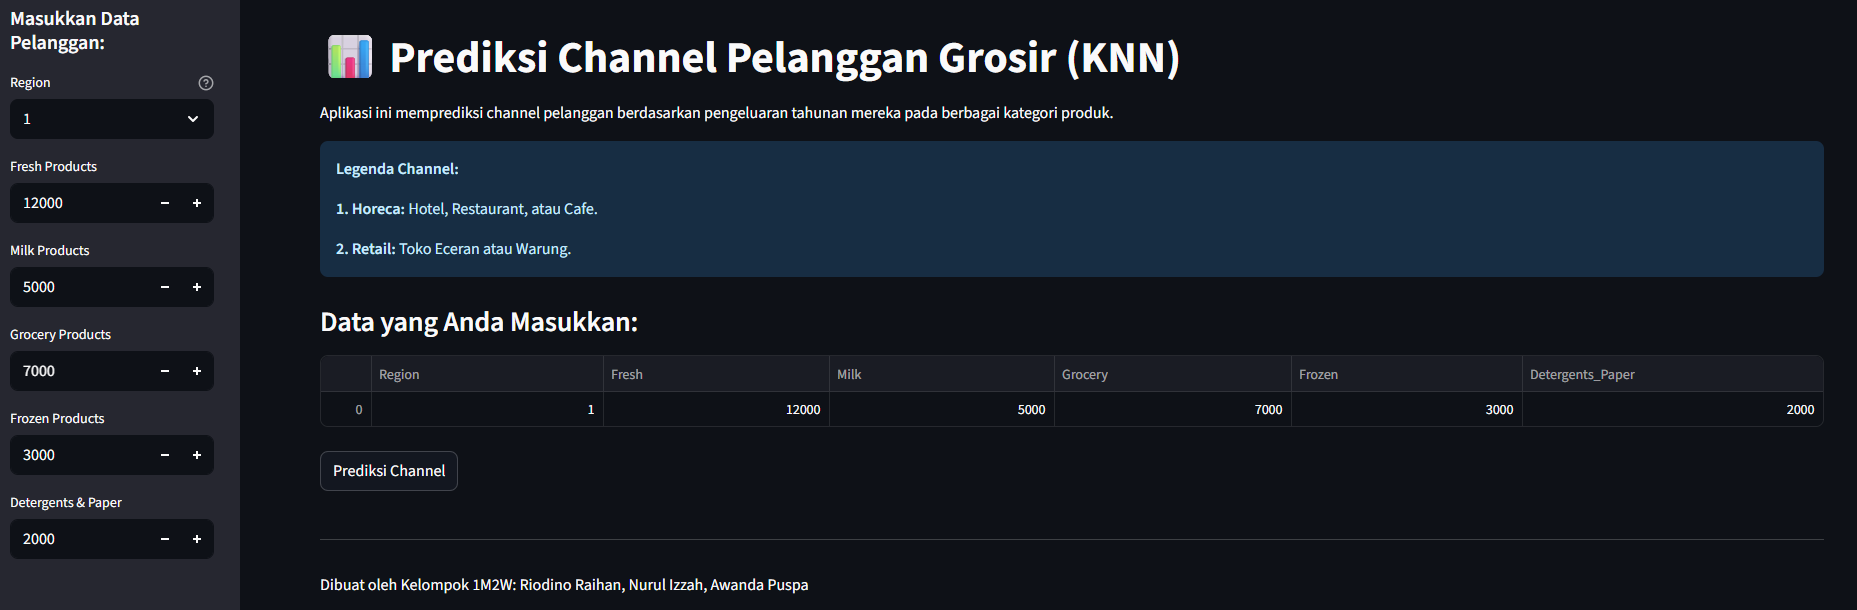 Masukkan Data
Pelanggan:
Region
1
Fresh Products
12000
Milk Products
5000
Grocery Products
7000
Frozen Products
3000
Detergents & Paper
2000
Prediksi Channel Pelanggan Grosir (KNN)
Aplikasi ini memprediksi channel pelanggan berdasarkan pengeluaran tahunan mereka pada berbagai kategori produk.
Legenda Channel:
1. Horeca: Hotel, Restaurant, atau Cafe.
2. Retail: Toko Eceran atau Warung.
Data yang Anda Masukkan:
Region Fresh Milk Grocery Frozen Detergents_Paper
0 1 12000 5000 7000 3000 2000
Prediksi Channel
Dibuat oleh Kelompok 1M2W: Riodino Raihan, Nurul Izzah, Awanda Puspa